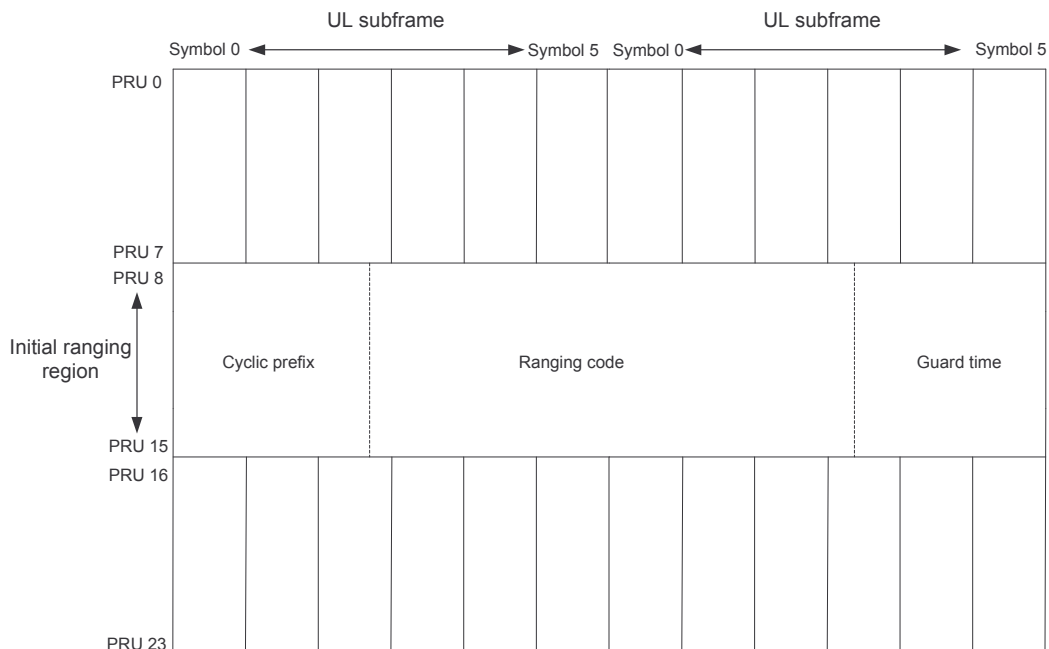 UL subframe
UL subframe
Symbol 0
Symbol 5
Symbol 0
Symbol 5
PRU 0
PRU 7
PRU 8
Initial ranging
region
Cyclic prefix
Ranging code
Guard time
PRU 15
PRU 16
PRU 23